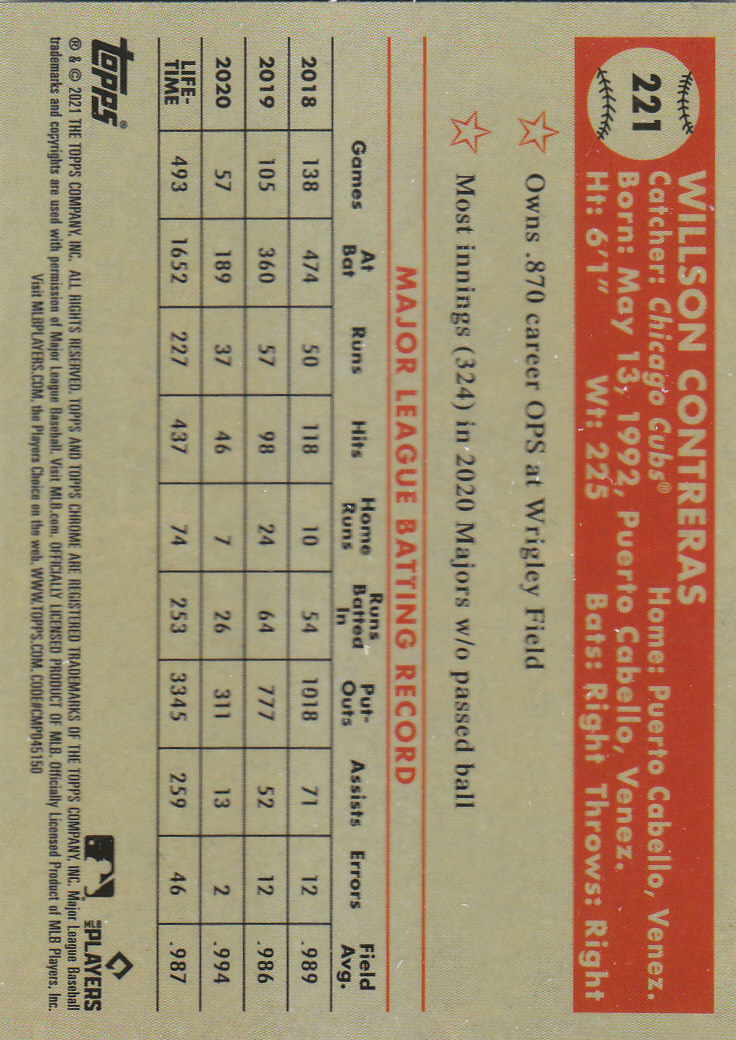 221
WILLSON CONTRERAS
Catcher: Chicago Cubs® Home: Puerto Cabello, Venez.
Born: May 13, 1992, Puerto Cabello, Venez.
Ht: 6'1" Wt: 225 Bats: Right Throws: Right
Owns .870 career OPS at Wrigley Field
Most innings (324) in 2020 Majors w/o passed ball
MAJOR LEAGUE BATTING RECORD
Games At Bat Runs Hits Home Runs Runs Batted In Put-Outs Assists Errors Field Avg.
2018 138 474 50 118 10 54 1018 71 12 .989
2019 105 360 57 98 24 64 777 52 12 .986
2020 57 189 37 46 7 26 311 13 2 .994
LIFE-TIME 493 1652 227 437 74 253 3345 259 46 .987
topps®
MLB PLAYERS
® & © 2021 THE TOPPS COMPANY, INC. ALL RIGHTS RESERVED. TOPPS AND TOPPS CHROME ARE REGISTERED TRADEMARKS OF THE TOPPS COMPANY, INC. Major League Baseball
trademarks and copyrights are used with permission of Major League Baseball. Visit MLB.com. OFFICIALLY LICENSED PRODUCT OF MLB. Officially Licensed Product of MLB Players, Inc.
Visit MLBPLAYERS.COM, the Players Choice on the web. WWW.TOPPS.COM. CODE#CMP045150